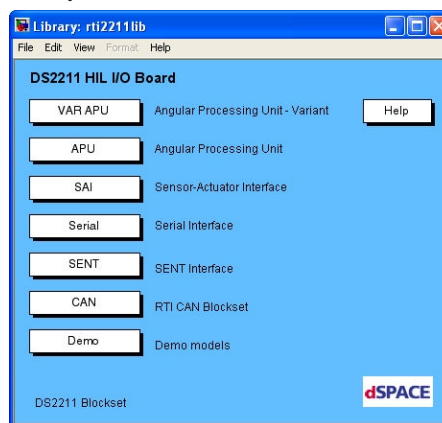 Library: rti2211lib
File Edit View Format Help
DS2211 HIL I/O Board
VAR APU Angular Processing Unit - Variant Help
APU Angular Processing Unit
SAI Sensor-Actuator Interface
Serial Serial Interface
SENT SENT Interface
CAN RTI CAN Blockset
Demo Demo models
DS2211 Blockset dSPACE